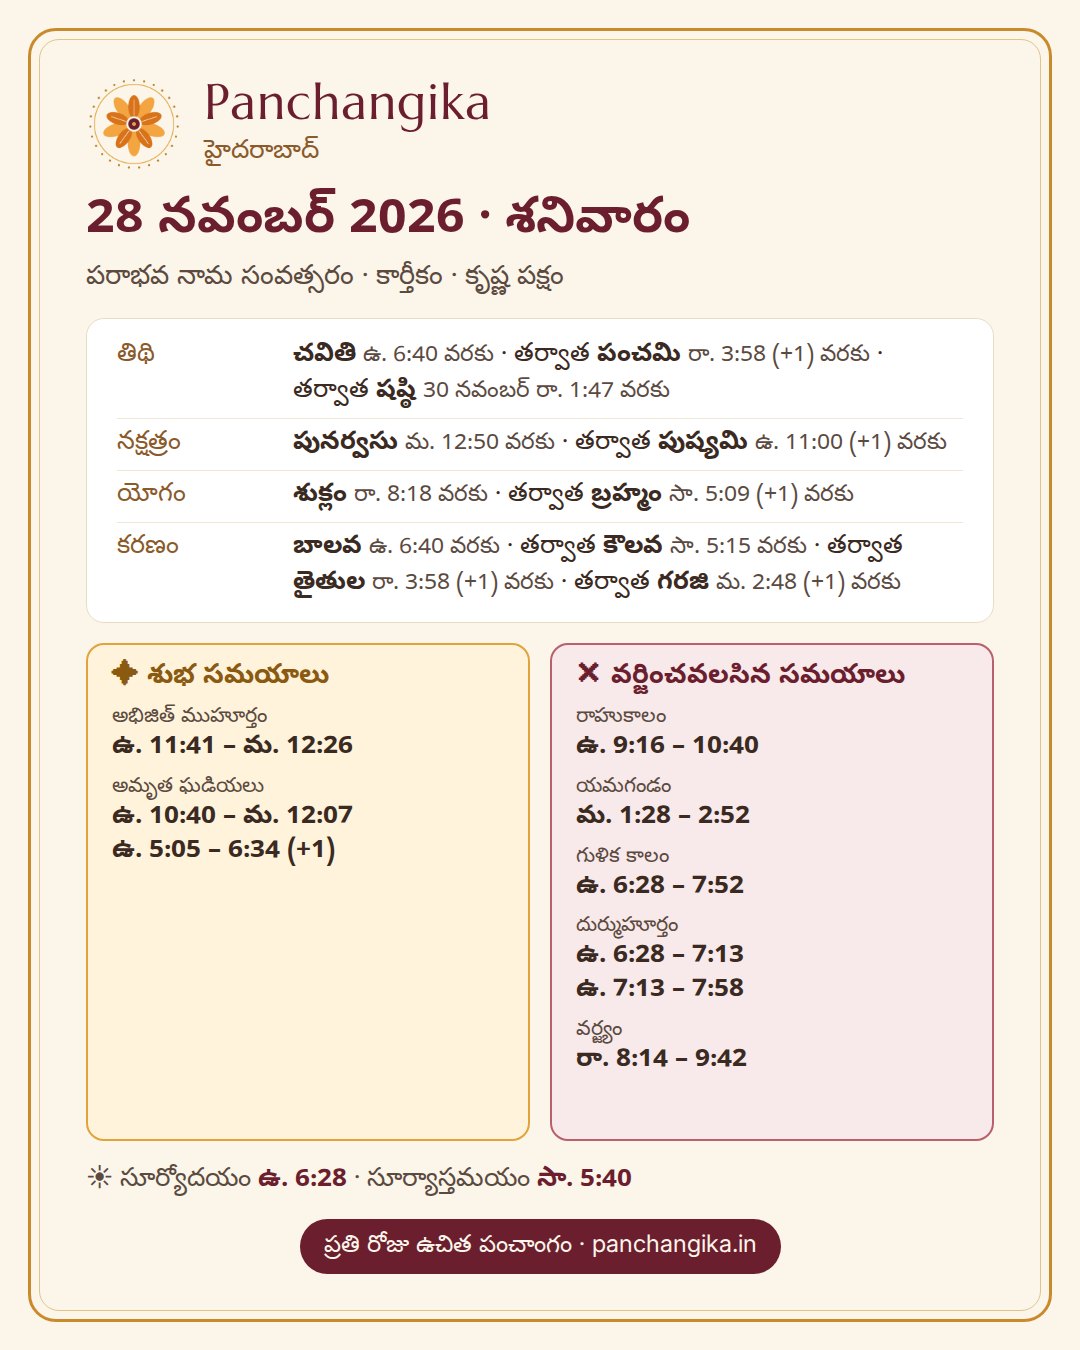 Panchangika
హైదరాబాద్
28 నవంబర్ 2026 · శనివారం
పరాభవ నామ సంవత్సరం · కార్తీకం · కృష్ణ పక్షం
తిథి
చవితి ఉ. 6:40 వరకు · తర్వాత పంచమి రా. 3:58 (+1) వరకు ·
తర్వాత షష్ఠి 30 నవంబర్ రా. 1:47 వరకు
నక్షత్రం
పునర్వసు మ. 12:50 వరకు · తర్వాత పుష్యమి ఉ. 11:00 (+1) వరకు
యోగం
శుక్లం రా. 8:18 వరకు · తర్వాత బ్రహ్మం సా. 5:09 (+1) వరకు
కరణం
బాలవ ఉ. 6:40 వరకు · తర్వాత కౌలవ సా. 5:15 వరకు · తర్వాత
తైతుల రా. 3:58 (+1) వరకు · తర్వాత గరజి మ. 2:48 (+1) వరకు
శుభ సమయాలు
అభిజిత్ ముహూర్తం
ఉ. 11:41 – మ. 12:26
అమృత ఘడియలు
ఉ. 10:40 – మ. 12:07
ఉ. 5:05 – 6:34 (+1)
వర్జించవలసిన సమయాలు
రాహుకాలం
ఉ. 9:16 – 10:40
యమగండం
మ. 1:28 – 2:52
గుళిక కాలం
ఉ. 6:28 – 7:52
దుర్ముహూర్తం
ఉ. 6:28 – 7:13
ఉ. 7:13 – 7:58
వర్జ్యం
రా. 8:14 – 9:42
☀ సూర్యోదయం ఉ. 6:28 · సూర్యాస్తమయం సా. 5:40
ప్రతి రోజు ఉచిత పంచాంగం · panchangika.in